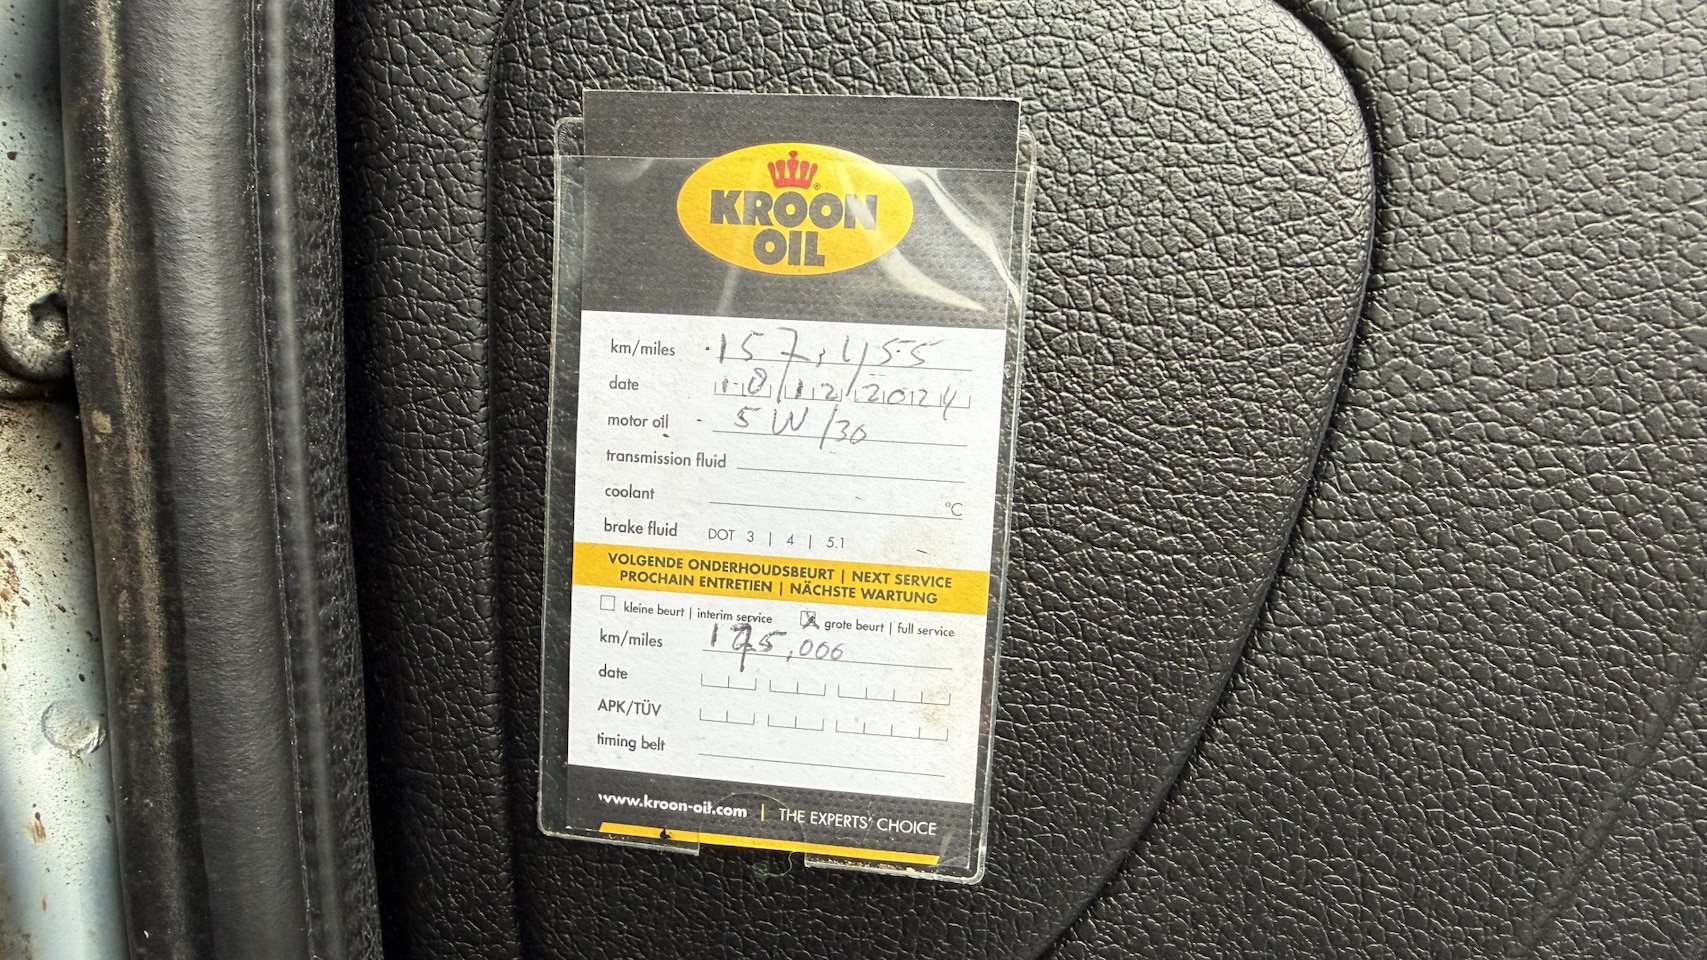 KROON
OIL
km/miles 157,455
date 10 12 2024
motor oil 5W/30
transmission fluid
coantant °C
brake fluid DOT 3 | 4 | 5.1
VOLGENDE ONDERHOUDSBEURT | NEXT SERVICE
PROCHAIN ENTRETIEN | NÄCHSTE WARTUNG
kleine beurt | interim service X grote beurt | full service
km/miles 175,000
date
APK/TÜV
timing belt
www.kroon-oil.com | THE EXPERTS' CHOICE